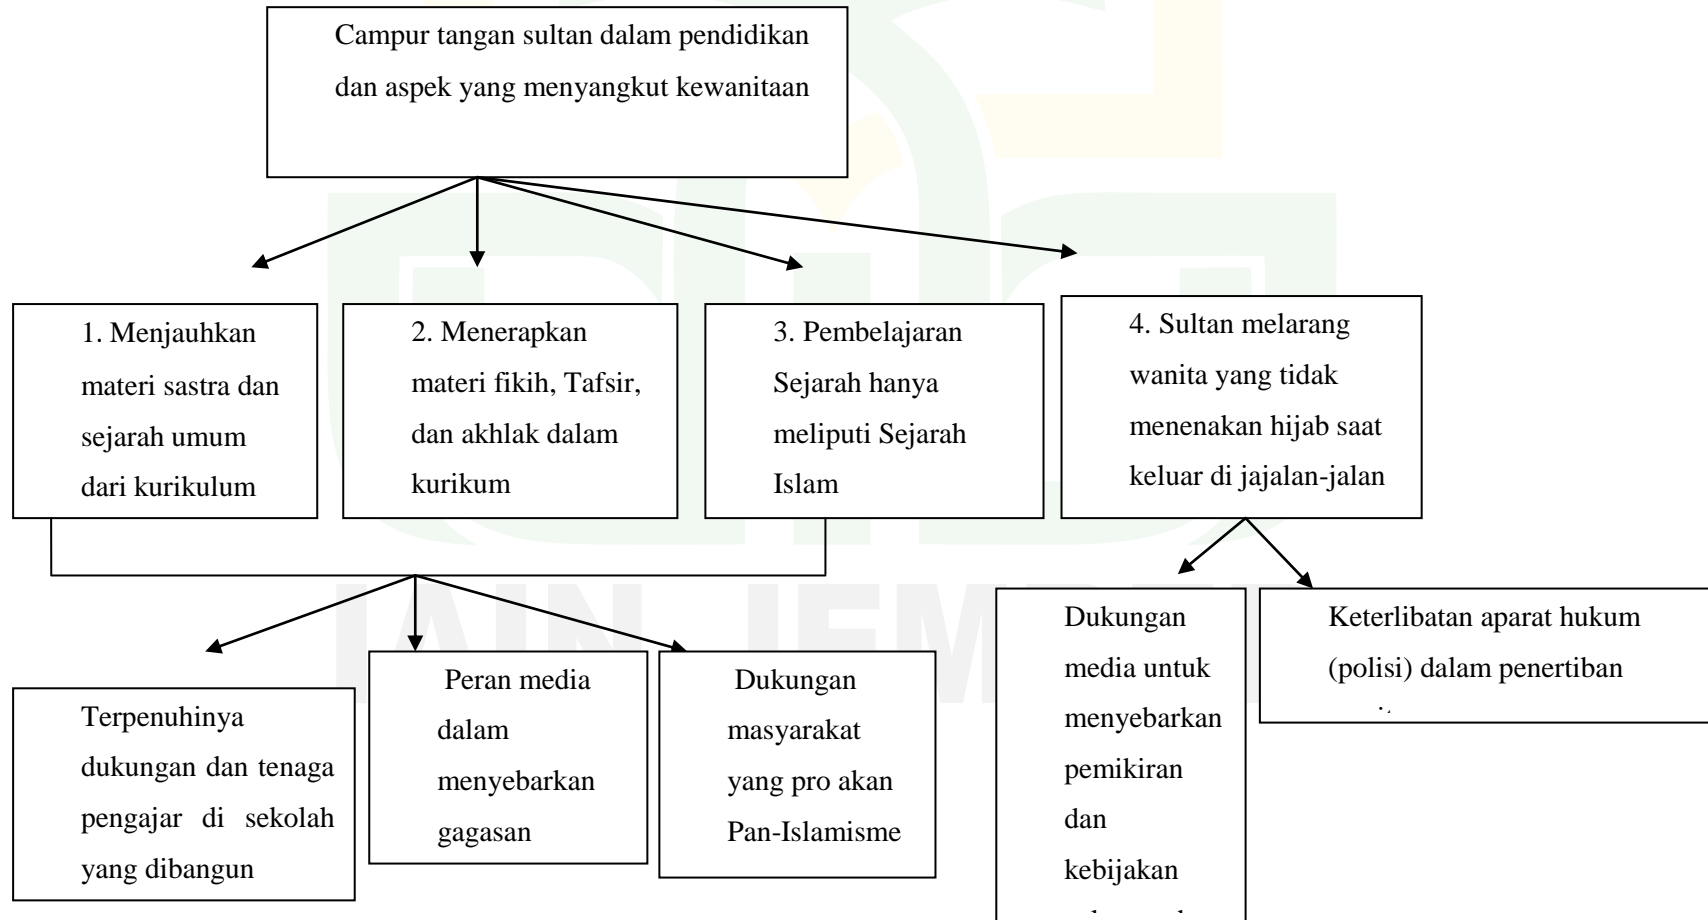 Campur tangan sultan dalam pendidikan
dan aspek yang menyangkut kewanitaan
1. Menjauhkan
materi sastra dan
sejarah umum
dari kurikulum
2. Menerapkan
materi fikih, Tafsir,
dan akhlak dalam
kurikum
3. Pembelajaran
Sejarah hanya
meliputi Sejarah
Islam
4. Sultan melarang
wanita yang tidak
menenakan hijab saat
keluar di jajalan-jalan
Terpenuhinya
dukungan dan tenaga
pengajar di sekolah
yang dibangun
Peran media
dalam
menyebarkan
gagasan
Dukungan
masyarakat
yang pro akan
Pan-Islamisme
Dukungan
media untuk
menyebarkan
pemikiran
dan
kebijakan
Keterlibatan aparat hukum
(polisi) dalam penertiban
IAIN JEMBER